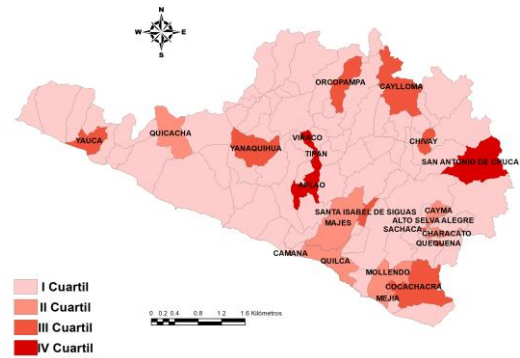 N
W E
S
ORCOPAMPA
CAYLLOMA
QUICACHA
YAUCA
YANAQUIHUA
VIRACO
TIPAN
CHIVAY
SAN ANTONIO DE CHUCA
APLAO
SANTA ISABEL DE SIGUAS
CAYMA
MAJES
ALTO SELVA ALEGRE
SACHACA
CHARACATO
QUEQUENA
CAMANA
QUILCA
MOLLENDO
COCACHACRA
MEJIA
I Cuartil
II Cuartil
III Cuartil
IV Cuartil
0 0.2 0.4 0.8 1.2 1.6 Kilómetros